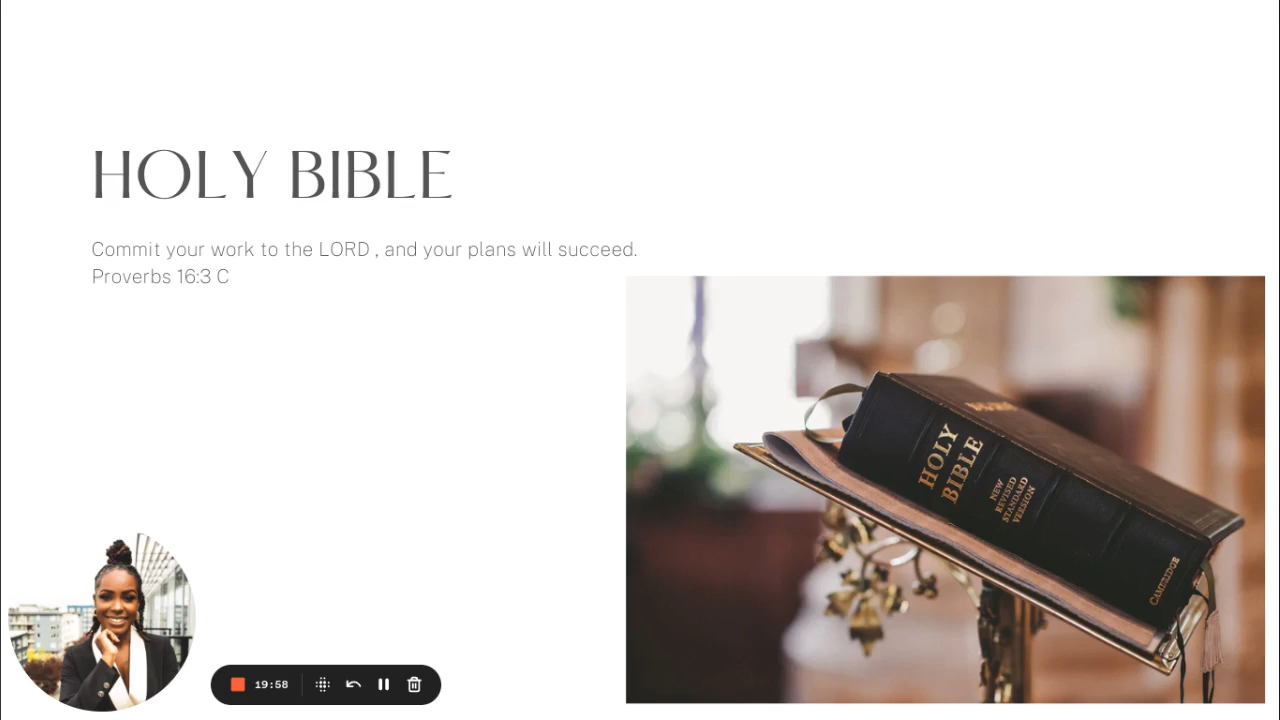 HOLY BIBLE
Commit your work to the LORD , and your plans will succeed.
Proverbs 16:3 C
HOLY
BIBLE
NEW
REVISED
STANDARD
VERSION
19:58